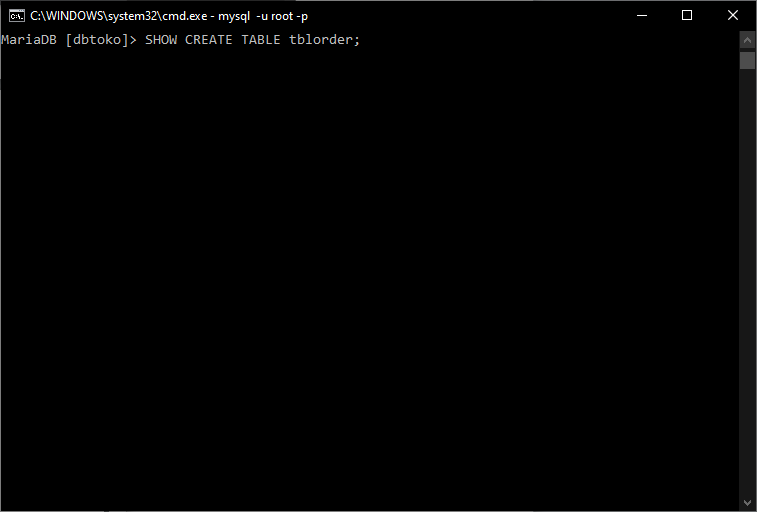 C:\WINDOWS\system32\cmd.exe - mysql  -u root -p
MariaDB [dbtoko]> SHOW CREATE TABLE tblorder;